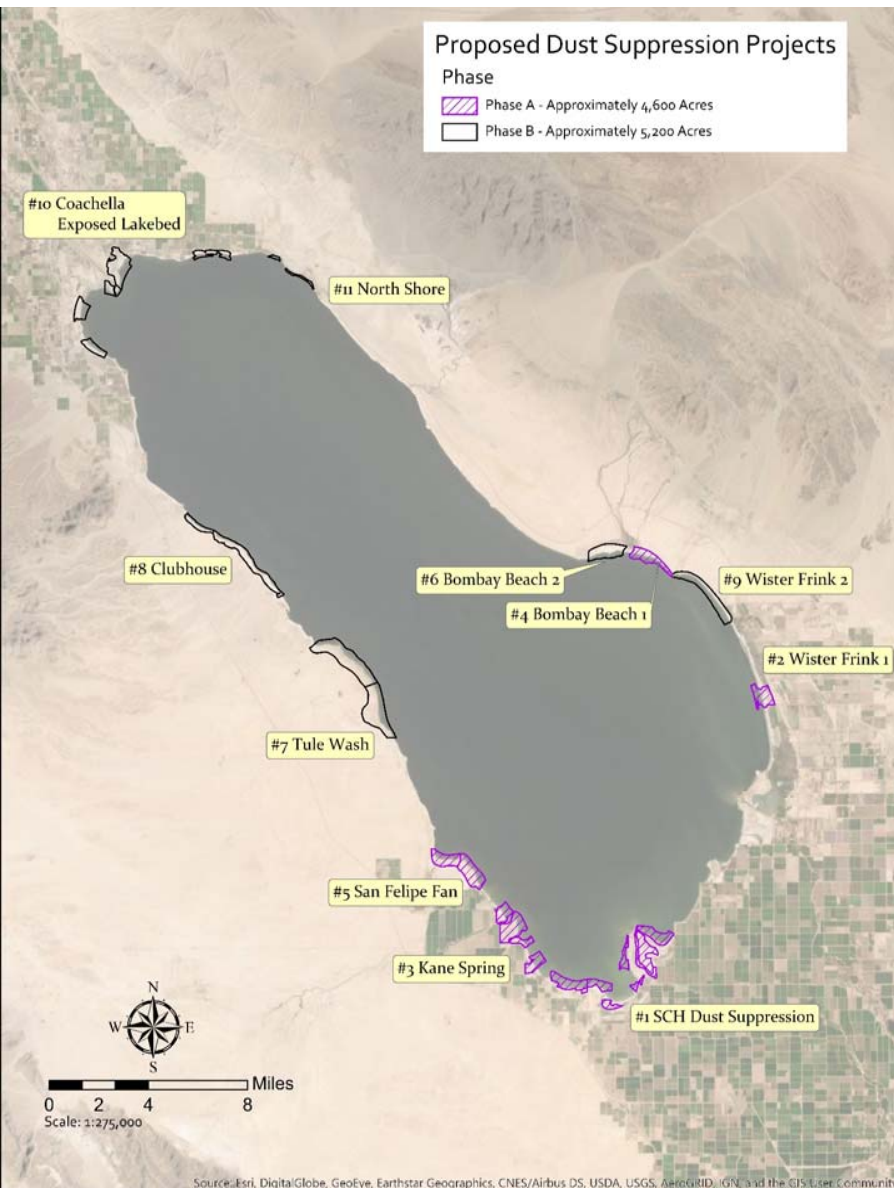 Proposed Dust Suppression Projects
Phase
Phase A - Approximately 4,600 Acres
Phase B - Approximately 5,200 Acres
#10 Coachella
Exposed Lakebed
#11 North Shore
#8 Clubhouse
#6 Bombay Beach 2
#9 Wister Frink 2
#4 Bombay Beach 1
#2 Wister Frink 1
#7 Tule Wash
#5 San Felipe Fan
#3 Kane Spring
#1 SCH Dust Suppression
N
W E
S
Miles
0 2 4 8
Scale: 1:275,000
Source: Esri, DigitalGlobe, GeoEye, Earthstar Geographics, CNES/Airbus DS, USDA, USGS, AeroGRID, IGN, and the GIS User Communit